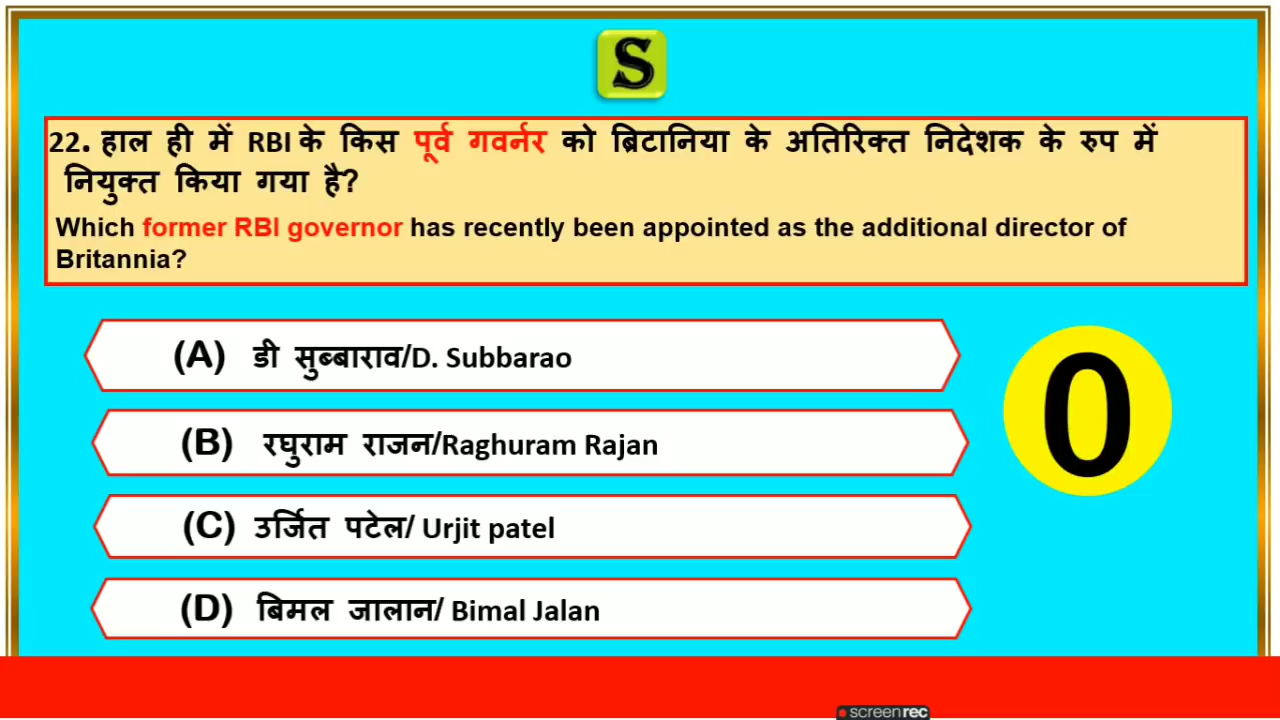 S
22. हाल ही में RBI के किस पूर्व गवर्नर को ब्रिटानिया के अतिरिक्त निदेशक के रुप में
नियुक्त किया गया है?
Which former RBI governor has recently been appointed as the additional director of
Britannia?
(A) डी सुब्बाराव/D. Subbarao
(B) रघुराम राजन/Raghuram Rajan
(C) उर्जित पटेल/ Urjit patel
(D) बिमल जालान/ Bimal Jalan
0
screenrec